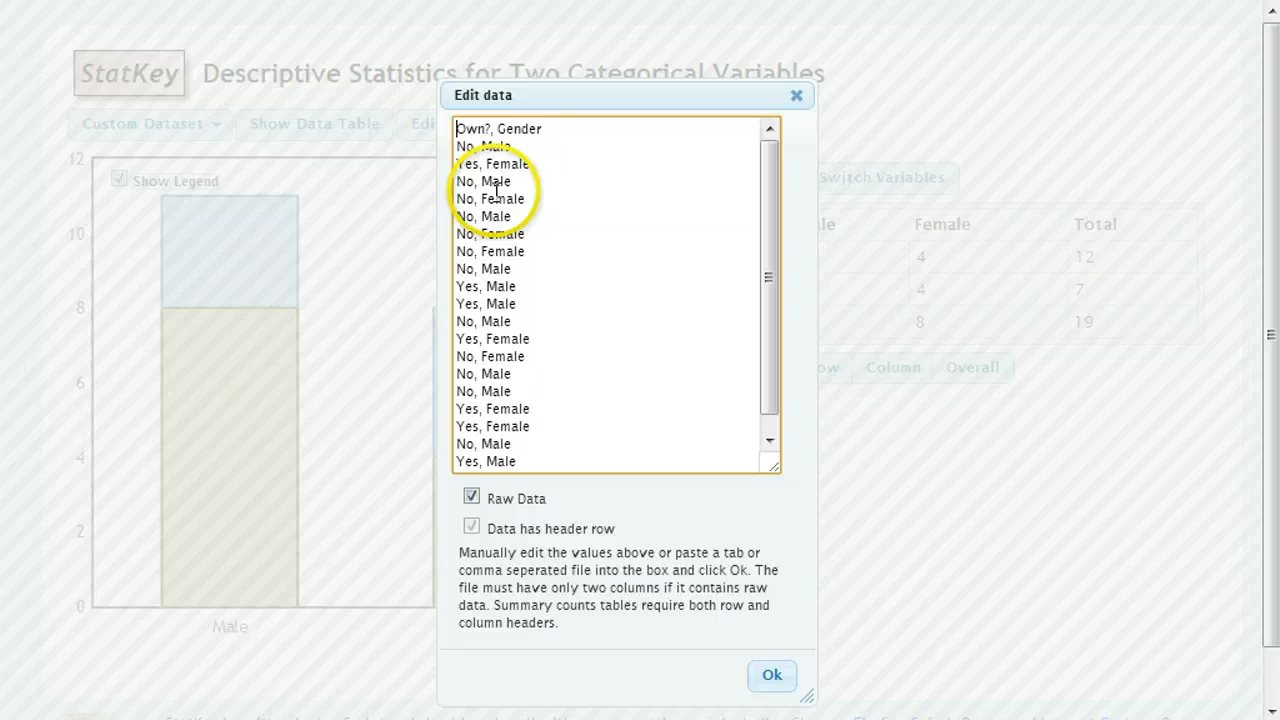 StatKey Descriptive Statistics for Two Categorical Variables
Custom Dataset Show Data Table Edi
Edit data
Own?, Gender
No, Male
Yes, Female
No, Male
No, Female
No, Male
No, Female
No, Female
No, Male
Yes, Male
Yes, Male
No, Male
Yes, Female
No, Female
No, Male
No, Male
Yes, Female
Yes, Female
No, Male
Yes, Male
Raw Data
Data has header row
Manually edit the values above or paste a tab or
comma seperated file into the box and click Ok. The
file must have only two columns if it contains raw
data. Summary counts tables require both row and
column headers.
Ok
12
Show Legend
10
8
6
4
2
0
Male
Switch Variables
ale Female Total
4 12
4 7
8 19
ow Column Overall